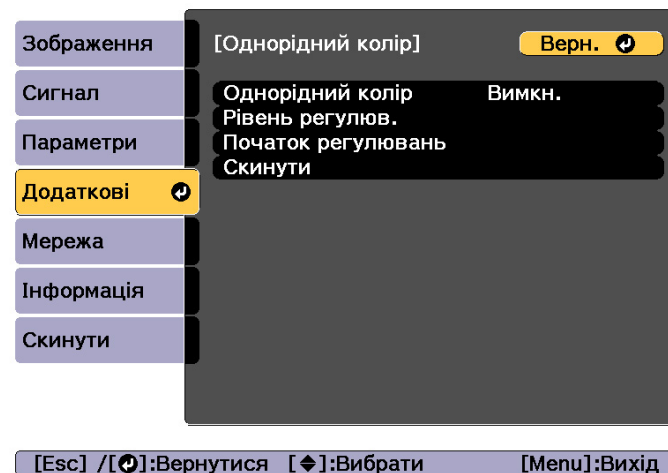 Зображення
Сигнал
Параметри
Додаткові
Мережа
Інформація
Скинути
[Однорідний колір] Верн.
Однорідний колір Вимкн.
Рівень регулюв.
Початок регулювань
Скинути
[Esc] /[ ]:Вернутися [ ]:Вибрати [Menu]:Вихід